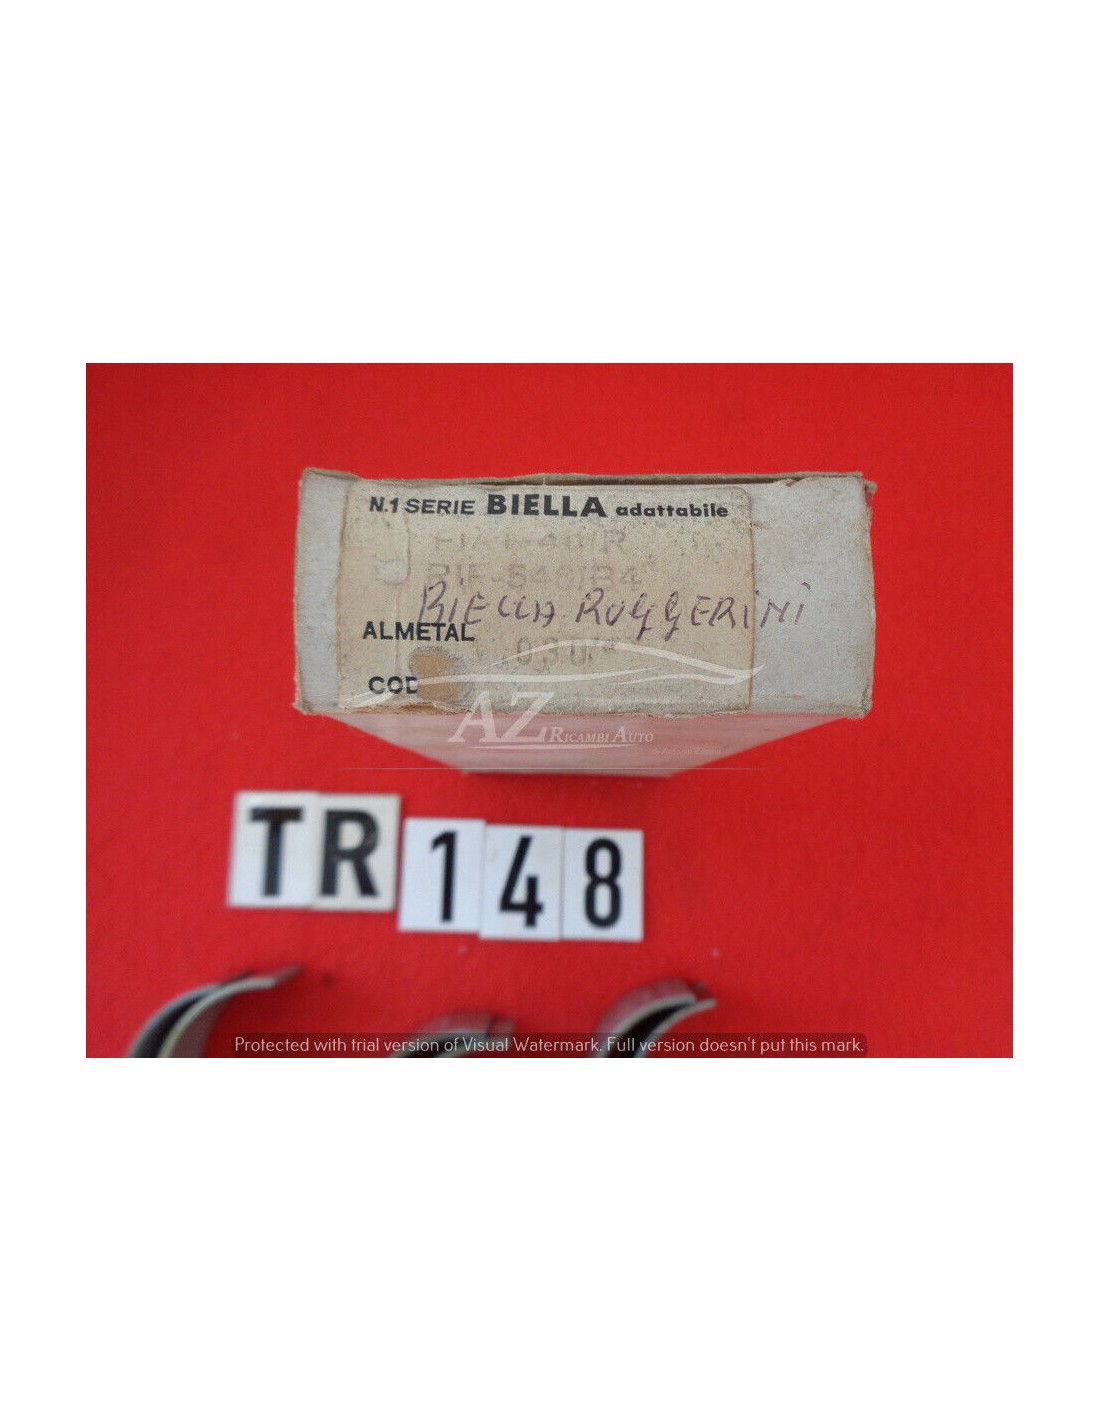 N.1 SERIE BIELLA adattabile
BIELLA RUGGERINI
ALMETAL
030
COD
AZ RICAMBI AUTO
TR 148
Protected with trial version of Visual Watermark. Full version doesn't put this mark.